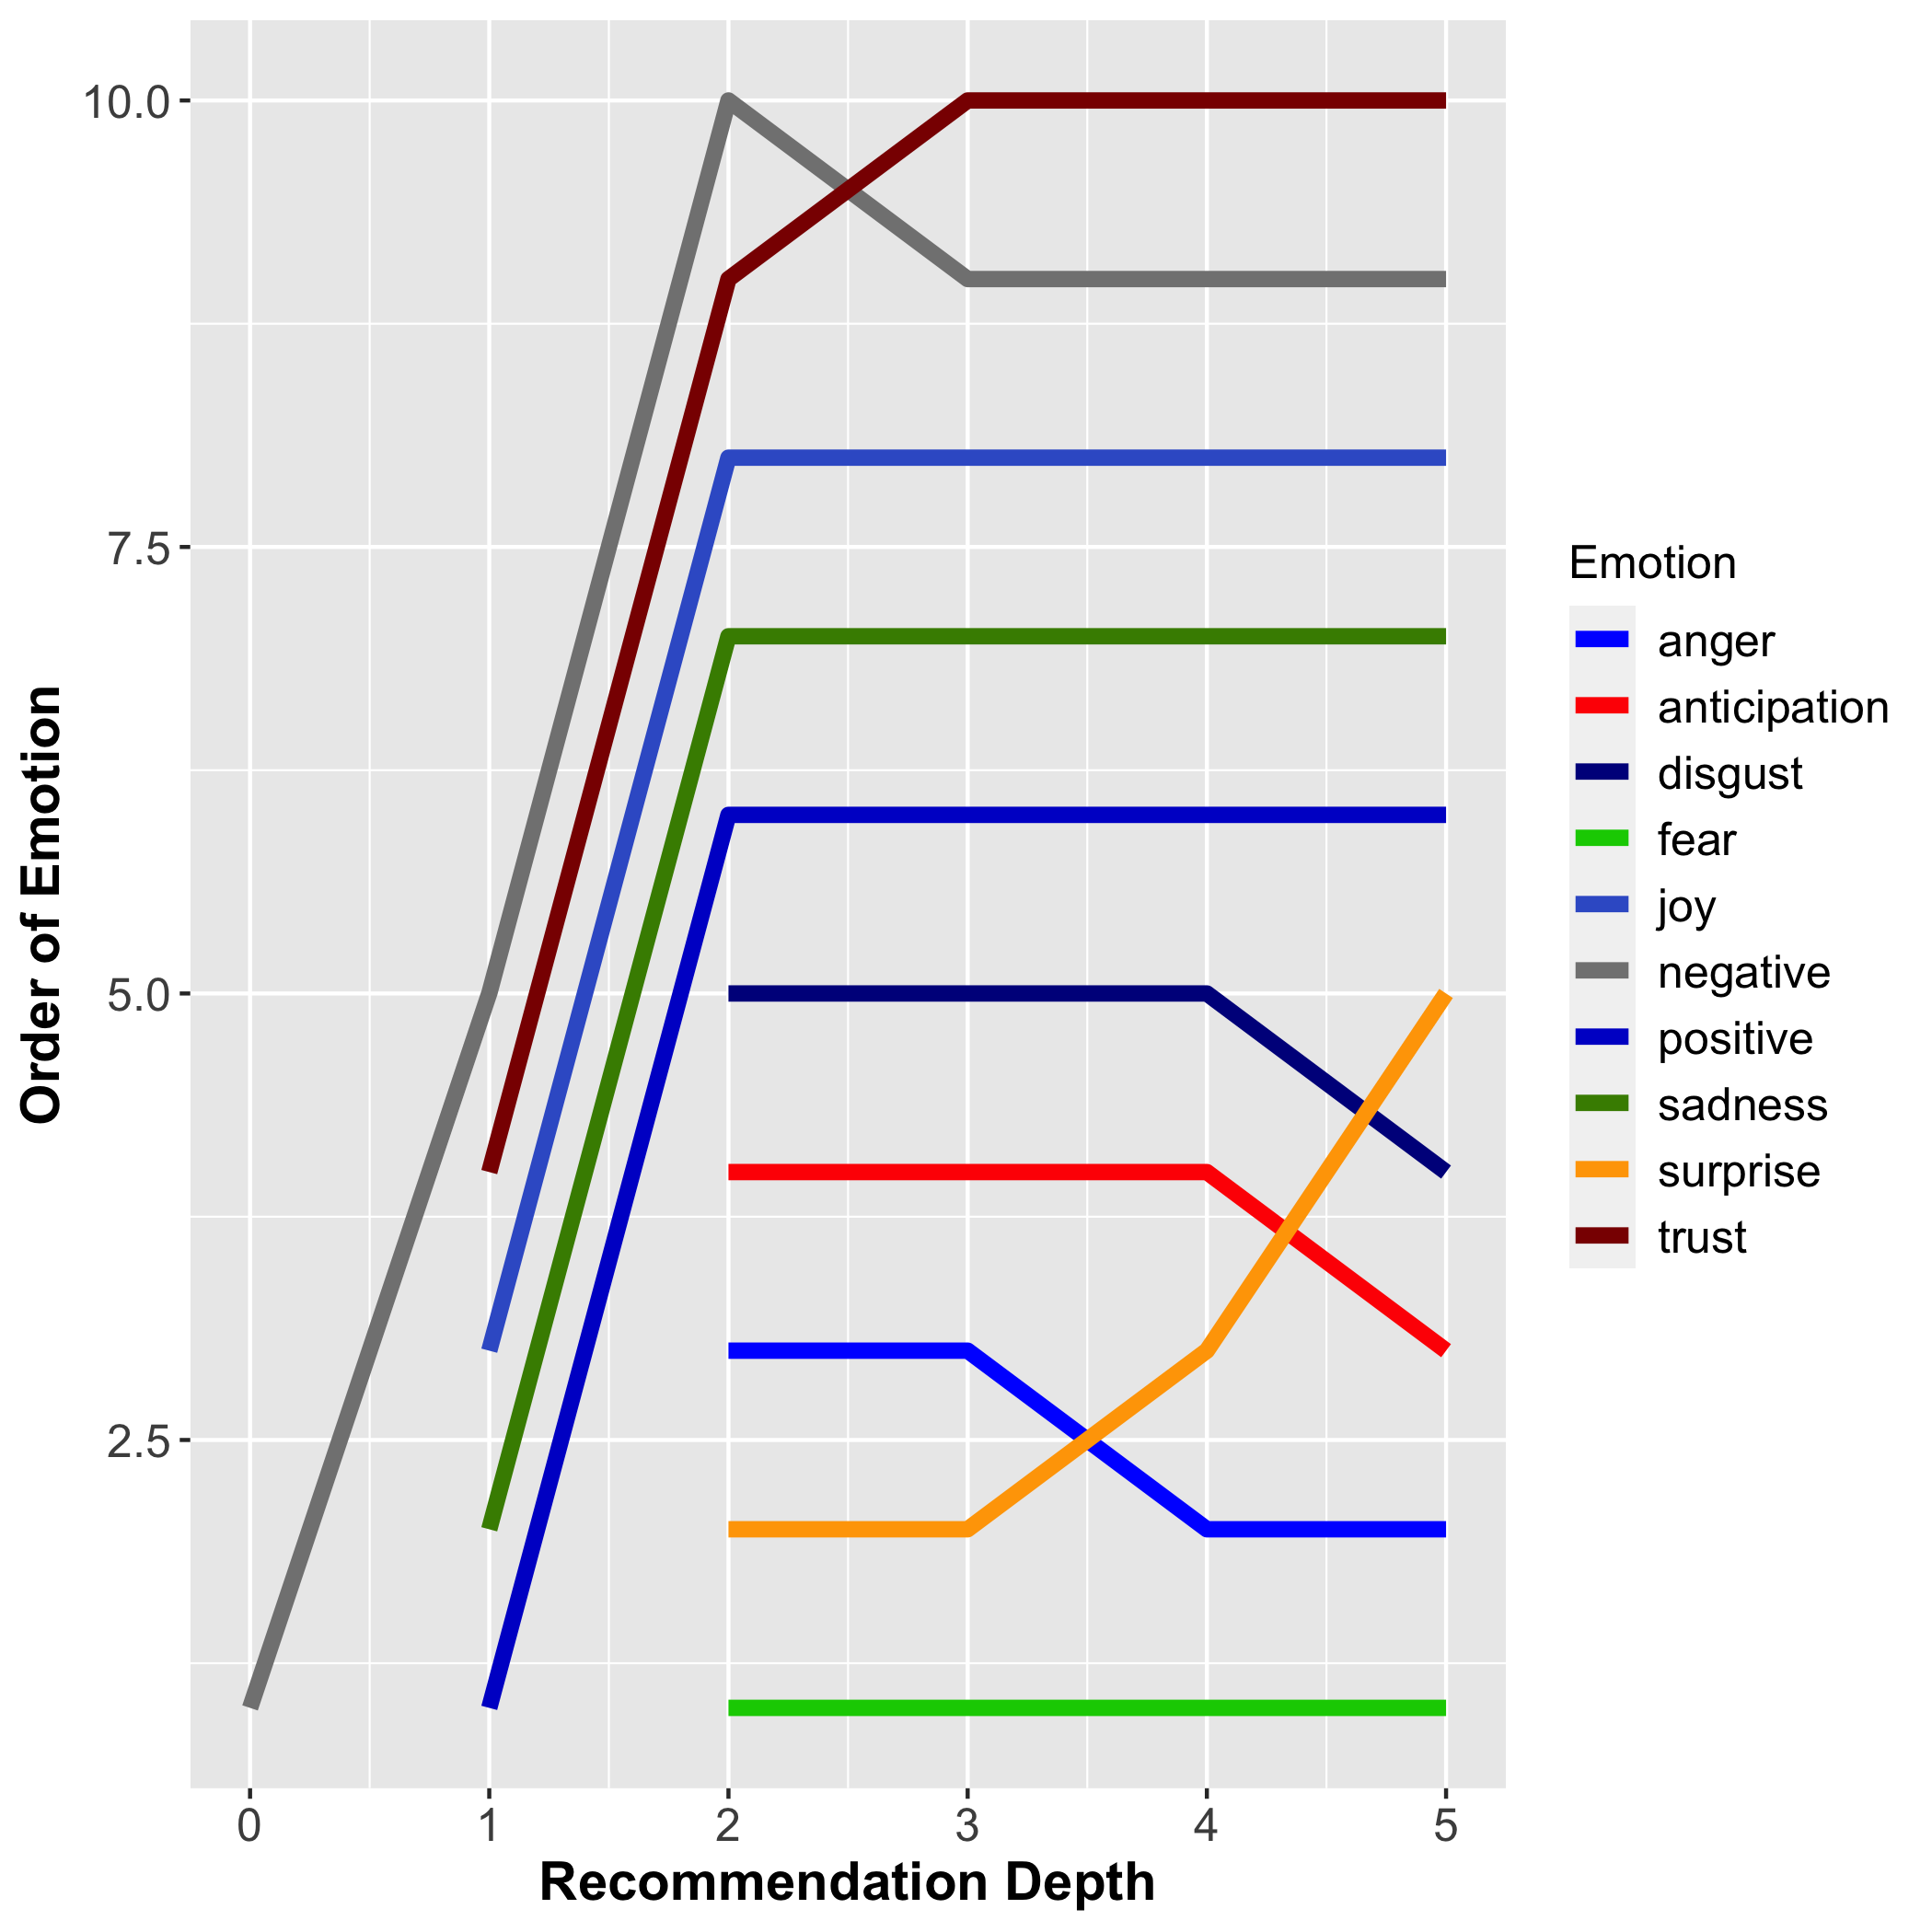 10.0
7.5
5.0
2.5
Order of Emotion
0 1 2 3 4 5
Recommendation Depth
Emotion
anger
anticipation
disgust
fear
joy
negative
positive
sadness
surprise
trust